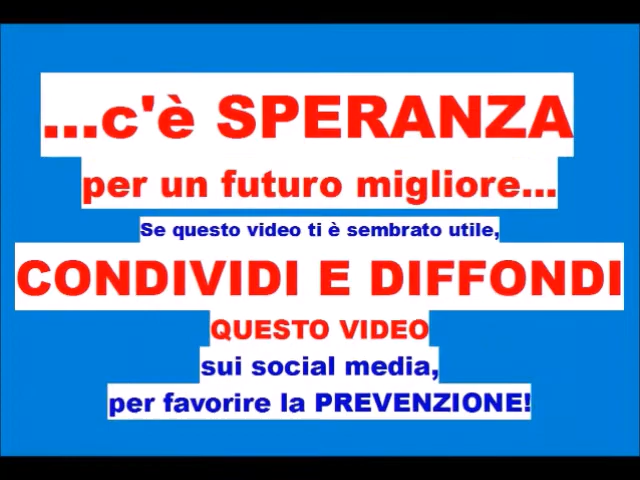 ...c'è SPERANZA
per un futuro migliore...
Se questo video ti è sembrato utile,
CONDIVIDI E DIFFONDI
QUESTO VIDEO
sui social media,
per favorire la PREVENZIONE!